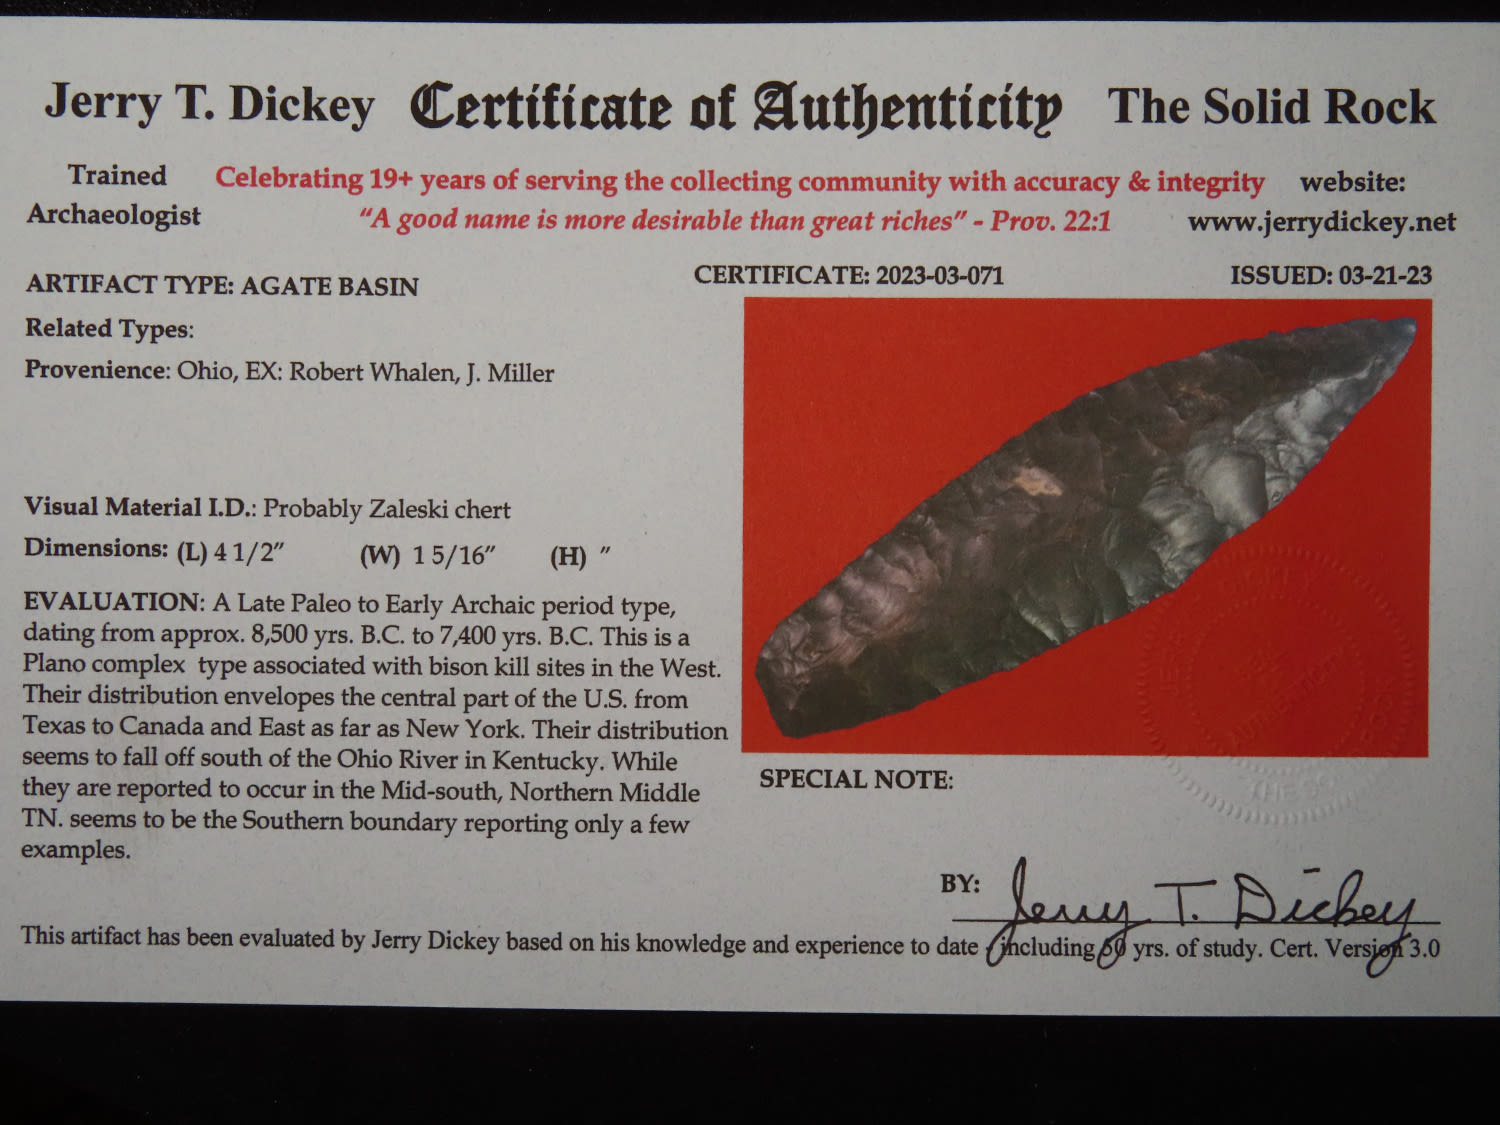 Jerry T. Dickey Certificate of Authenticity The Solid Rock
Trained Archaeologist
Celebrating 19+ years of serving the collecting community with accuracy & integrity
"A good name is more desirable than great riches" - Prov. 22:1
website:
www.jerrydickey.net
ARTIFACT TYPE: AGATE BASIN
CERTIFICATE: 2023-03-071
ISSUED: 03-21-23
Related Types:
Provenience: Ohio, EX: Robert Whalen, J. Miller
Visual Material I.D.: Probably Zaleski chert
Dimensions: (L) 4 1/2" (W) 1 5/16" (H) "
EVALUATION: A Late Paleo to Early Archaic period type,
dating from approx. 8,500 yrs. B.C. to 7,400 yrs. B.C. This is a
Plano complex type associated with bison kill sites in the West.
Their distribution envelopes the central part of the U.S. from
Texas to Canada and East as far as New York. Their distribution
seems to fall off south of the Ohio River in Kentucky. While
they are reported to occur in the Mid-south, Northern Middle
TN. seems to be the Southern boundary reporting only a few
examples.
SPECIAL NOTE:
BY: Jerry T. Dickey
This artifact has been evaluated by Jerry Dickey based on his knowledge and experience to date - including 50 yrs. of study. Cert. Version 3.0